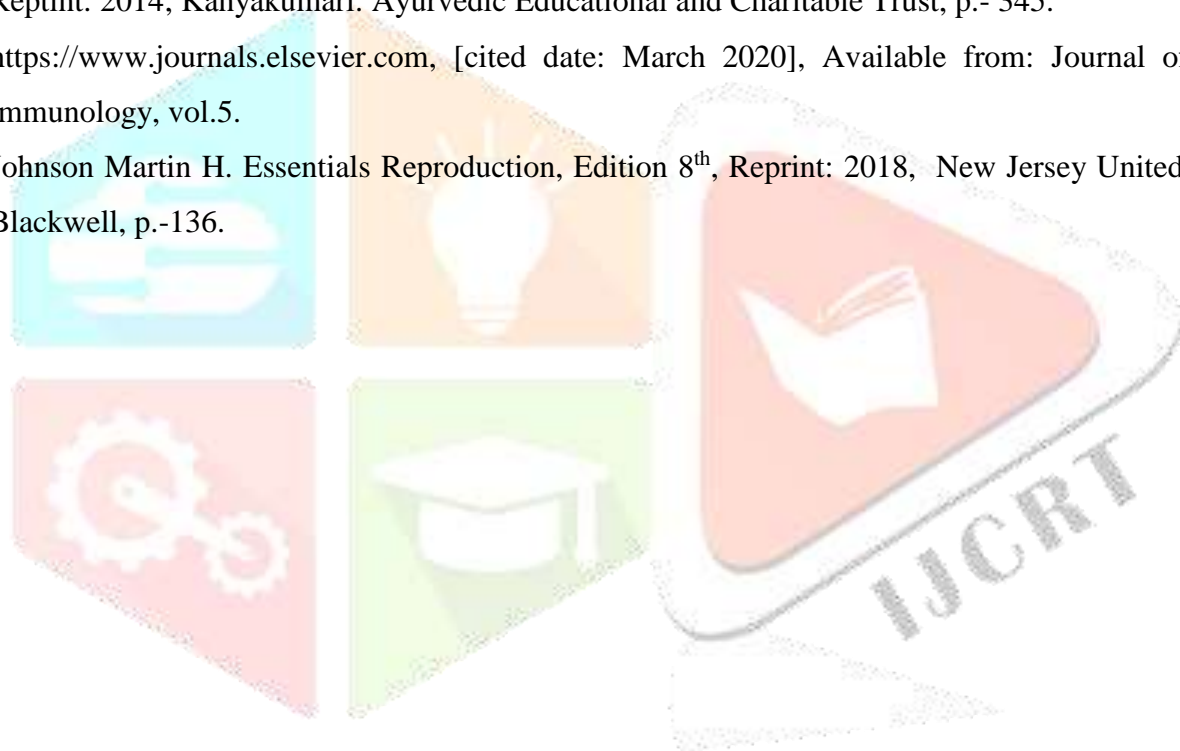 Reptint: 2014, Kanyakumari: Ayurvedic Educational and Charitable Trust, p.- 345.
https://www.journals.elsevier.com, [cited date: March 2020], Available from: Journal of
immunology, vol.5.
Johnson Martin H. Essentials Reproduction, Edition 8th, Reprint: 2018, New Jersey United
Blackwell, p.-136.
IJCRT